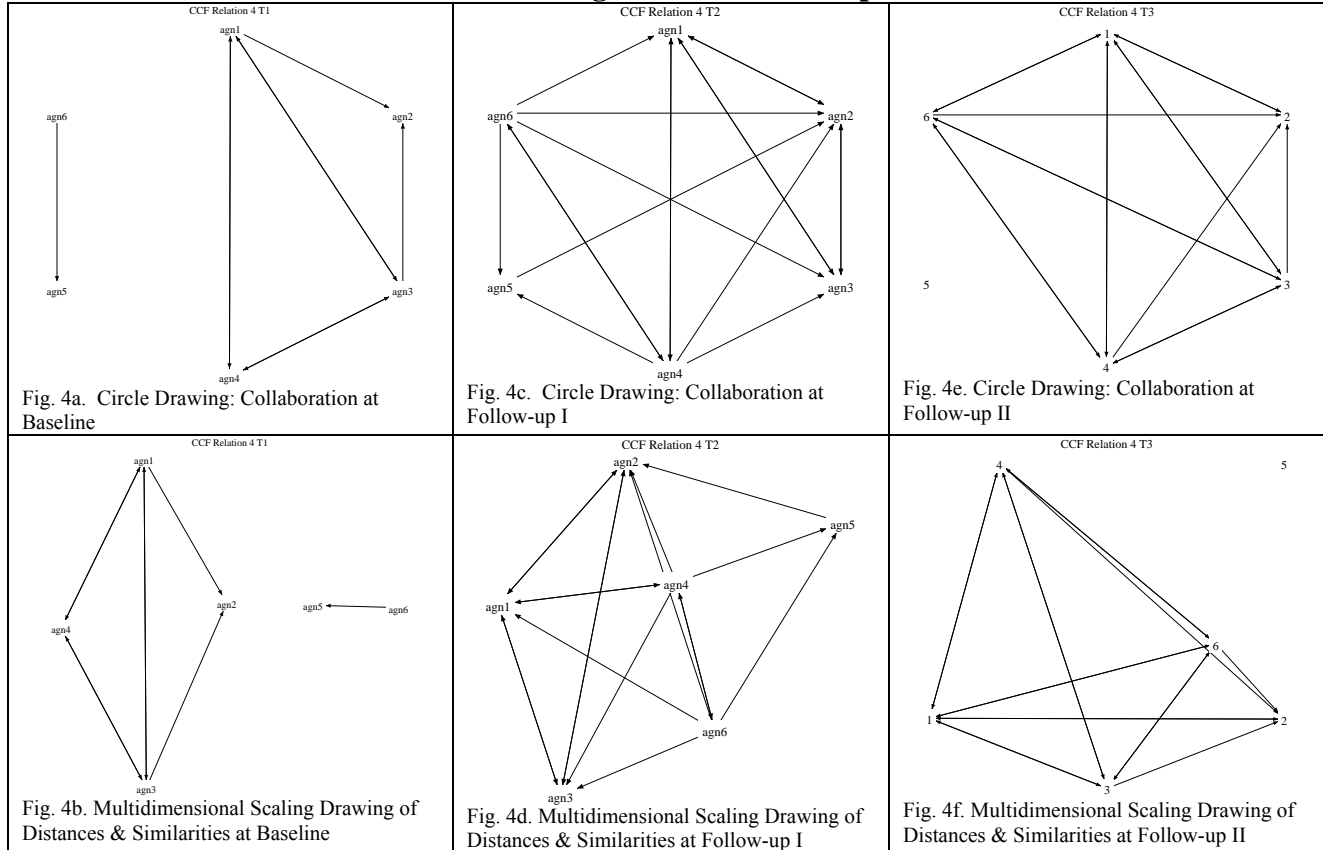 CCF Relation 4 T1
agn1
agn6
agn2
agn5
agn3
agn4
Fig. 4a. Circle Drawing: Collaboration at
Baseline
CCF Relation 4 T2
agn1
agn6
agn2
agn5
agn3
agn4
Fig. 4c. Circle Drawing: Collaboration at
Follow-up I
CCF Relation 4 T3
1
6
2
5
3
4
Fig. 4e. Circle Drawing: Collaboration at
Follow-up II
CCF Relation 4 T1
agn1
agn2
agn5
agn6
agn4
agn3
Fig. 4b. Multidimensional Scaling Drawing of
Distances & Similarities at Baseline
CCF Relation 4 T2
agn2
agn5
agn4
agn1
agn6
agn3
Fig. 4d. Multidimensional Scaling Drawing of
Distances & Similarities at Follow-up I
CCF Relation 4 T3
4
5
6
1
2
3
Fig. 4f. Multidimensional Scaling Drawing of
Distances & Similarities at Follow-up II